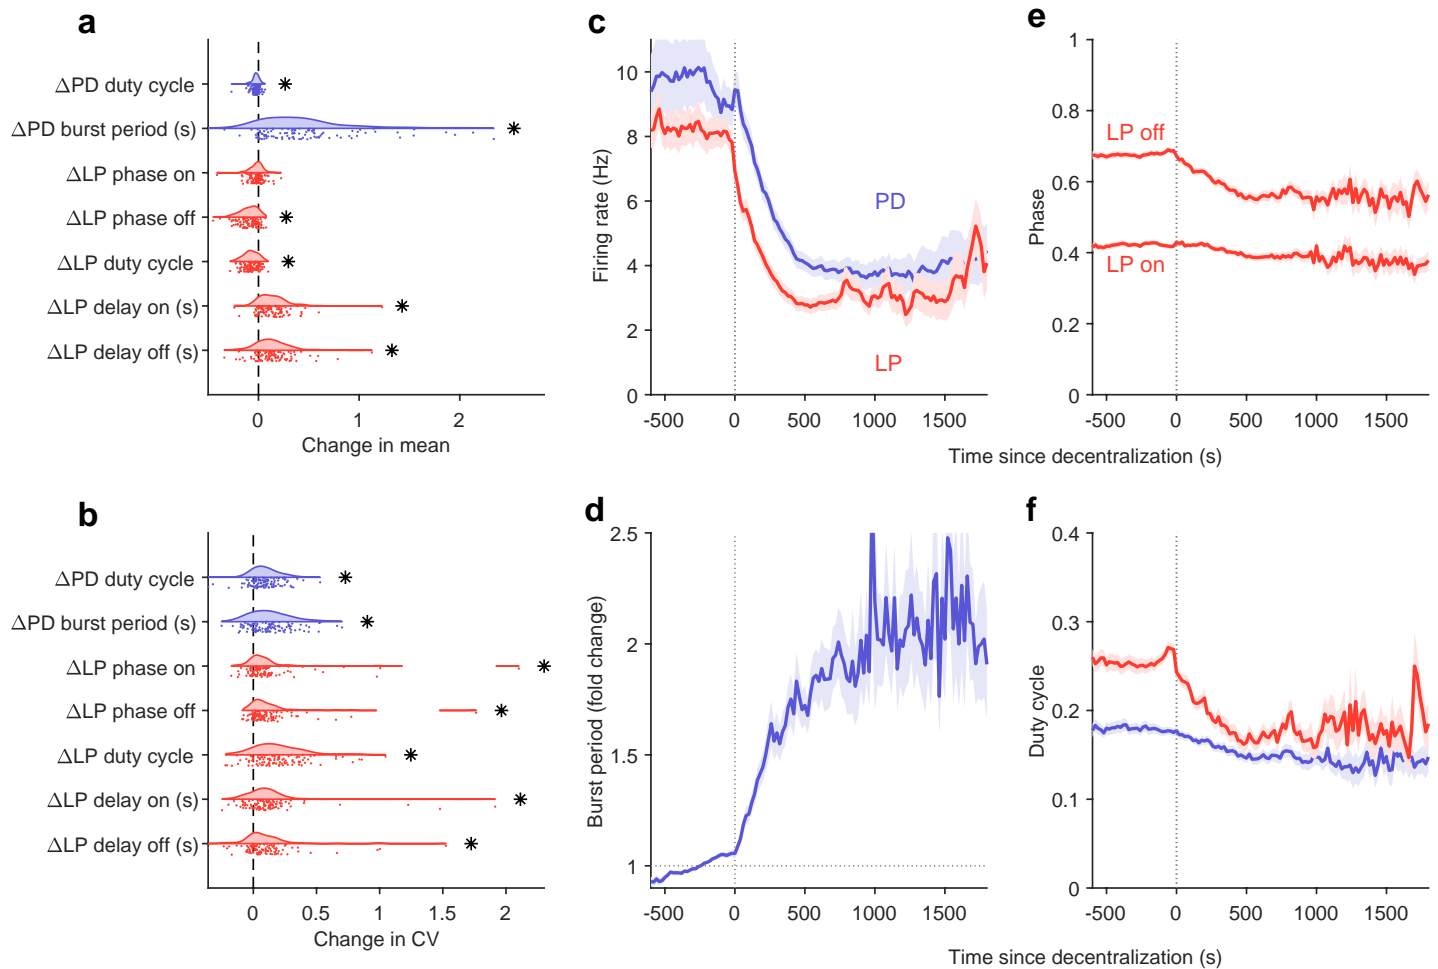 a
ΔPD duty cycle
ΔPD burst period (s)
ΔLP phase on
ΔLP phase off
ΔLP duty cycle
ΔLP delay on (s)
ΔLP delay off (s)
0 1 2
Change in mean
b
ΔPD duty cycle
ΔPD burst period (s)
ΔLP phase on
ΔLP phase off
ΔLP duty cycle
ΔLP delay on (s)
ΔLP delay off (s)
0 0.5 1 1.5 2
Change in CV
c
Firing rate (Hz)
10
8
6
4
2
0
PD
LP
-500 0 500 1000 1500
d
Burst period (fold change)
2.5
2
1.5
1
-500 0 500 1000 1500
e
Phase
1
0.8
0.6
0.4
0.2
0
LP off
LP on
-500 0 500 1000 1500
Time since decentralization (s)
f
Duty cycle
0.4
0.3
0.2
0.1
0
-500 0 500 1000 1500
Time since decentralization (s)